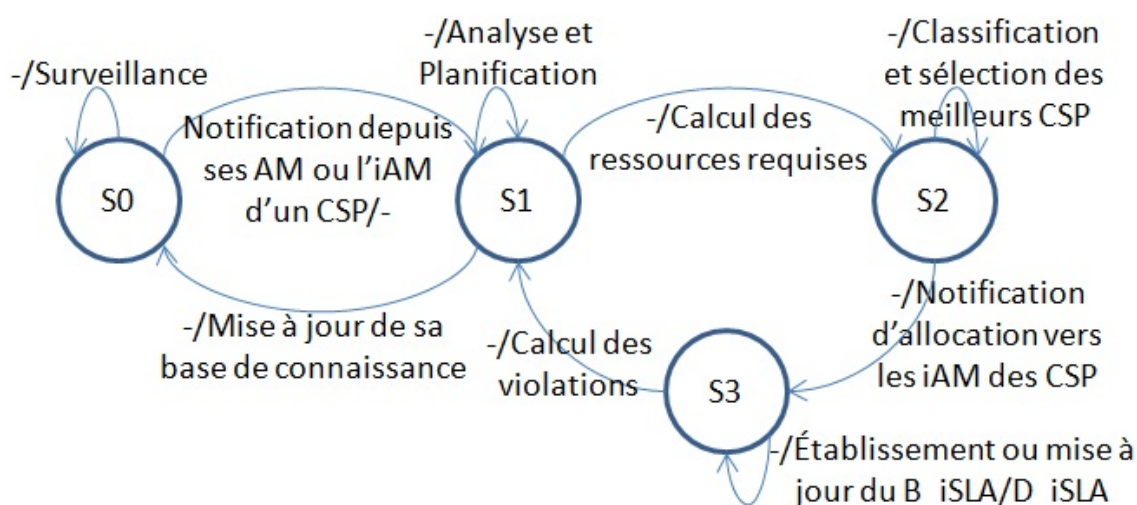 -/Surveillance
-/Analyse et
Planification
-/Classification
et sélection des
meilleurs CSP
Notification depuis
ses AM ou l'iAM
d'un CSP/-
-/Calcul des
ressources requises
S0
S1
S2
-/Mise à jour de sa
base de connaissance
-/Calcul des
violations
-/Notification
d'allocation vers
les iAM des CSP
S3
-/Établissement ou mise à
jour du B_iSLA/D_iSLA